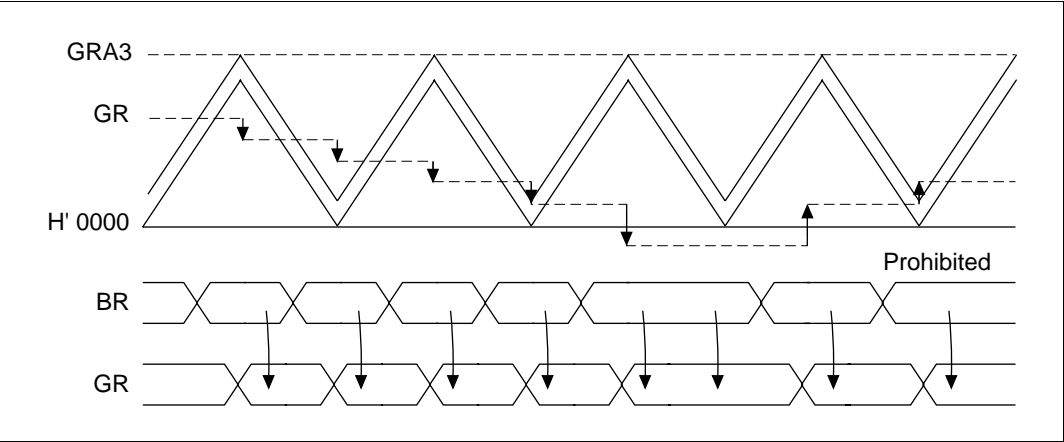 GRA3
GR
H' 0000
Prohibited
BR
GR